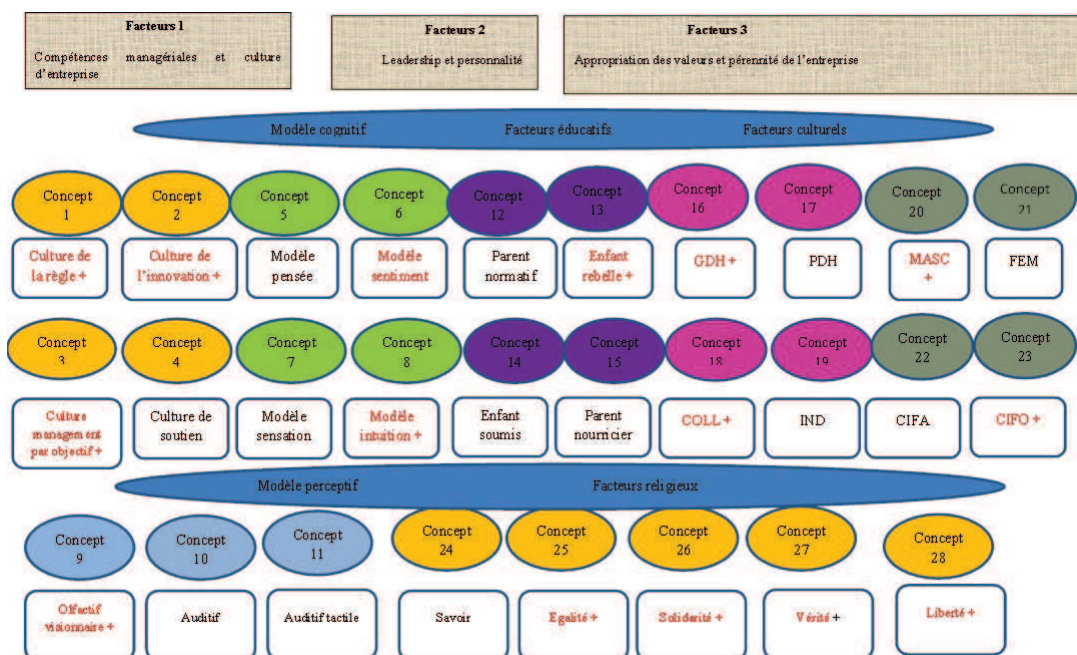 Facteurs 1
Compétences managériales et culture
d'entreprise
Facteurs 2
Leadership et personnalité
Facteurs 3
Appropriation des valeurs et pérennité de l'entreprise
Modèle cognitif Facteurs éducatifs Facteurs culturels
Concept Concept Concept Concept Concept Concept Concept Concept Concept Concept
1 2 5 6 12 13 16 17 20 21
Culture de Culture de Modèle Modèle Parent Enfant GDH + PDH MASC FEM
la règle + l'innovation + pensée sentiment normatif rebelle + +
Concept Concept Concept Concept Concept Concept Concept Concept Concept Concept
3 4 7 8 14 15 18 19 22 23
Culture Culture de Modèle Modèle Enfant Parent COLL + IND CIFA CIFO +
management soutien sensation intuition + soumis nourricier
par objectif +
Modèle perceptif Facteurs religieux
Concept Concept Concept Concept Concept Concept Concept Concept
9 10 11 24 25 26 27 28
Olfactif Auditif Auditif tactile Savoir Egalité + Solidarité + Vérité + Liberté +
visionnaire +